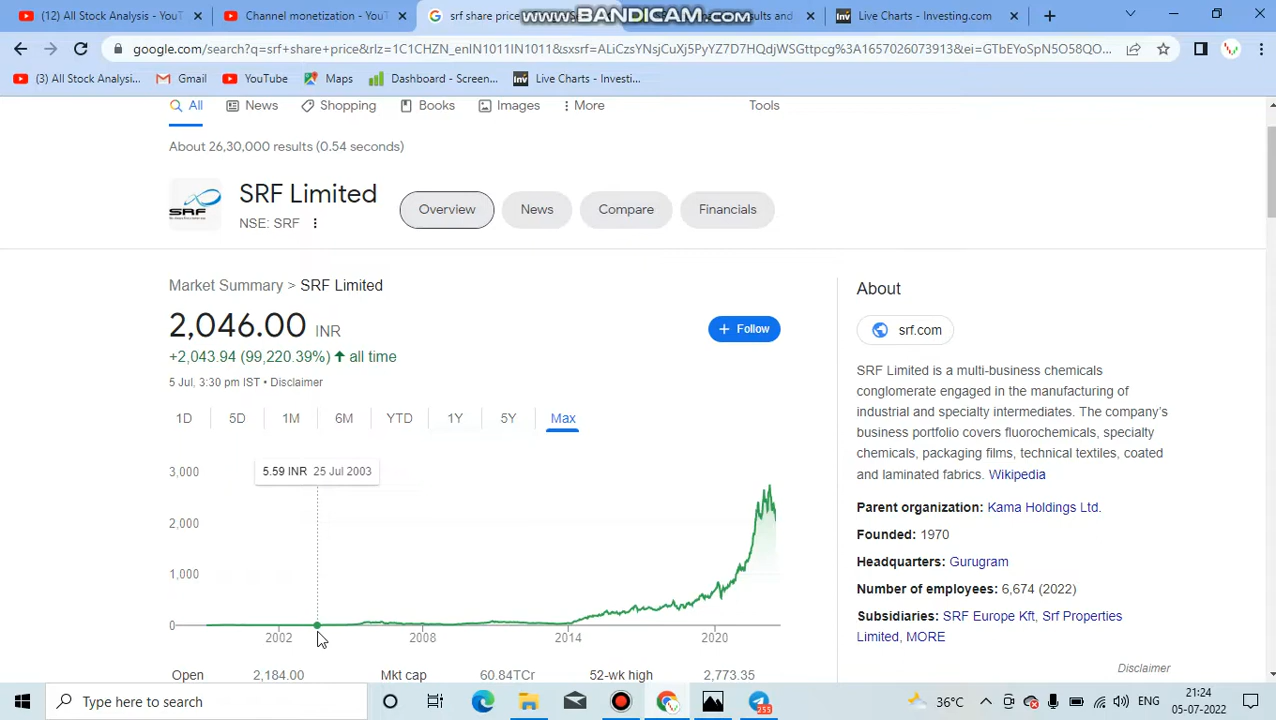 (12) All Stock Analysis - YouT
Channel monetization - YouT
srf share pric
www.BANDICAM.com
sults and
Live Charts - Investing.com
google.com/search?q=srf+share+price&rlz=1C1CHZN_enIN1011IN1011&sxsrf=ALiCzsYNsjCuXj5PyYZ7D7HQdjWSGttpcg%3A1657026073913&ei=GTbEYoSpN5O58QO...
(3) All Stock Analysi...
Gmail
YouTube
Maps
Dashboard - Screen...
Live Charts - Investi...
All
News
Shopping
Books
Images
More
Tools
About 26,30,000 results (0.54 seconds)
SRF
SRF Limited
NSE: SRF
Overview
News
Compare
Financials
Market Summary > SRF Limited
2,046.00 INR
+ Follow
+2,043.94 (99,220.39%) ↑ all time
5 Jul, 3:30 pm IST • Disclaimer
1D 5D 1M 6M YTD 1Y 5Y Max
5.59 INR 25 Jul 2003
3,000
2,000
1,000
0
2002 2008 2014 2020
Open 2,184.00 Mkt cap 60.84TCr 52-wk high 2,773.35
About
srf.com
SRF Limited is a multi-business chemicals
conglomerate engaged in the manufacturing of
industrial and specialty intermediates. The company's
business portfolio covers fluorochemicals, specialty
chemicals, packaging films, technical textiles, coated
and laminated fabrics. Wikipedia
Parent organization: Kama Holdings Ltd.
Founded: 1970
Headquarters: Gurugram
Number of employees: 6,674 (2022)
Subsidiaries: SRF Europe Kft, Srf Properties
Limited, MORE
Disclaimer
Type here to search
255
36°C
ENG
21:24
05-07-2022